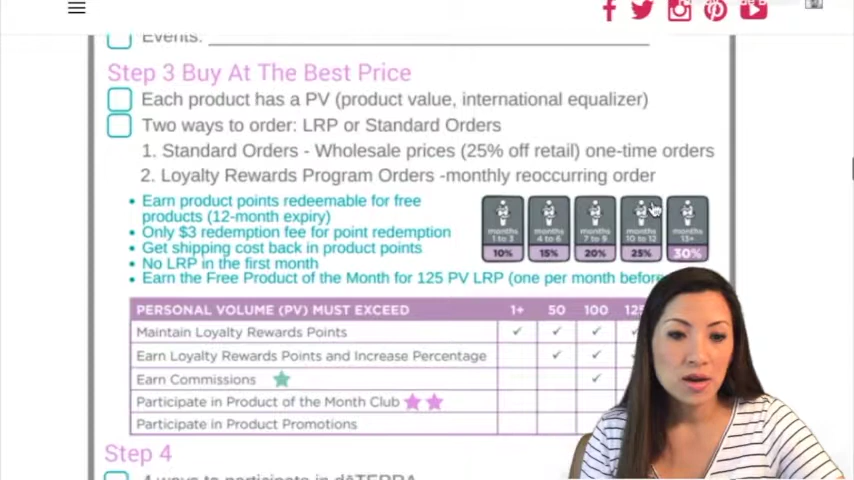 Events:
Step 3 Buy At The Best Price
Each product has a PV (product value, international equalizer)
Two ways to order: LRP or Standard Orders
1. Standard Orders - Wholesale prices (25% off retail) one-time orders
2. Loyalty Rewards Program Orders -monthly reoccurring order
• Earn product points redeemable for free
products (12-month expiry)
• Only $3 redemption fee for point redemption
• Get shipping cost back in product points
• No LRP in the first month
• Earn the Free Product of the Month for 125 PV LRP (one per month before
months months months months months
1 to 3 4 to 6 7 to 9 10 to 12 13+
10% 15% 20% 25% 30%
PERSONAL VOLUME (PV) MUST EXCEED 1+ 50 100 125
Maintain Loyalty Rewards Points
Earn Loyalty Rewards Points and Increase Percentage
Earn Commissions
Participate in Product of the Month Club
Participate in Product Promotions
Step 4
4 ways to participate in dōTERRA